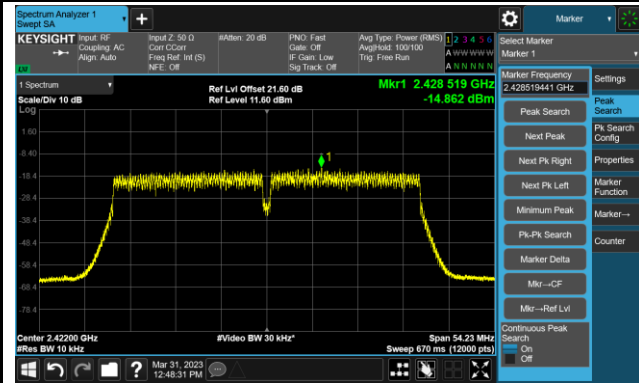 Spectrum Analyzer 1
Swept SA
Marker
KEYSIGHT
Input: RF
Coupling: AC
Align: Auto
Input Z: 50 Ω
Corr CCorr
Freq Ref: Int (S)
NFE: Off
#Atten: 20 dB
PNO: Fast
Gate: Off
IF Gain: Low
Sig Track: Off
Avg Type: Power (RMS)
Avg|Hold: 100/100
Trig: Free Run
1 2 3 4 5 6
A W W W W W
A N N N N N
Select Marker
Marker 1
1 Spectrum
Scale/Div 10 dB
Log
Ref Lvl Offset 21.60 dB
Ref Level 11.60 dBm
Mkr1 2.428 519 GHz
-14.862 dBm
1
1.60
-8.40
-18.4
-28.4
-38.4
-48.4
-58.4
-68.4
-78.4
Center 2.42200 GHz
#Res BW 10 kHz
#Video BW 30 kHz*
Span 54.23 MHz
Sweep 670 ms (12000 pts)
Marker Frequency
2.428519441 GHz
Peak Search
Next Peak
Next Pk Right
Next Pk Left
Minimum Peak
Pk-Pk Search
Marker Delta
Mkr→CF
Mkr→Ref Lvl
Continuous Peak
Search
On
Off
Settings
Peak
Search
Pk Search
Config
Properties
Marker
Function
Marker→
Counter
Mar 31, 2023
12:48:31 PM